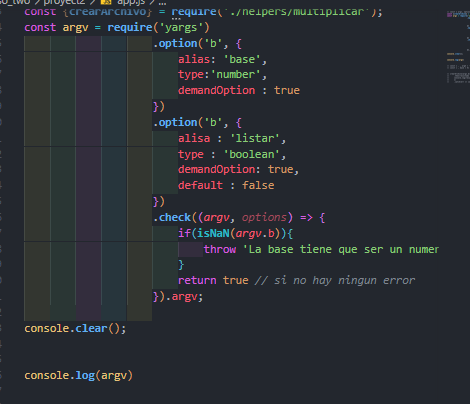 so_two > proyect2 > JS app.js > ...
const {crearArchivo} = require('./helpers/multiplicar');
const argv = require('yargs')
.option('b', {
alias: 'base',
type:'number',
demandOption : true
})
.option('b', {
alisa : 'listar',
type : 'boolean',
demandOption: true,
default : false
})
.check((argv, options) => {
if(isNaN(argv.b)){
throw 'La base tiene que ser un numer
}
return true // si no hay ningun error
}).argv;
console.clear();
console.log(argv)